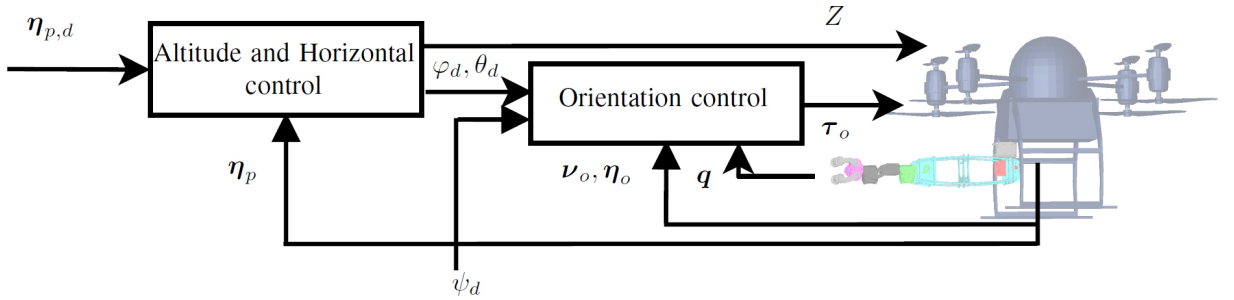 η_{p,d}
Z
Altitude and Horizontal
control
φ_d, θ_d
Orientation control
τ_o
η_p
ν_o, η_o
q
ψ_d